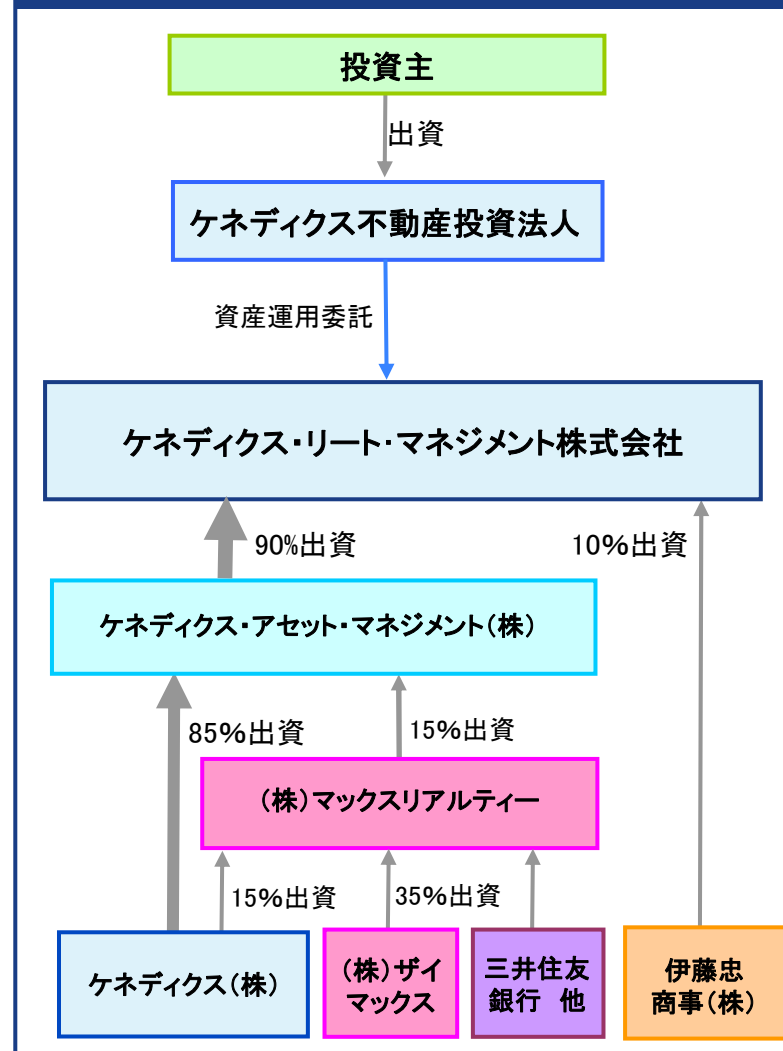 投資主
出資
ケネディクス不動産投資法人
資産運用委託
ケネディクス・リート・マネジメント株式会社
90%出資
10%出資
ケネディクス・アセット・マネジメント(株)
85%出資
15%出資
(株)マックスリアルティー
15%出資
35%出資
ケネディクス(株)
(株)ザイ
マックス
三井住友
銀行 他
伊藤忠
商事(株)